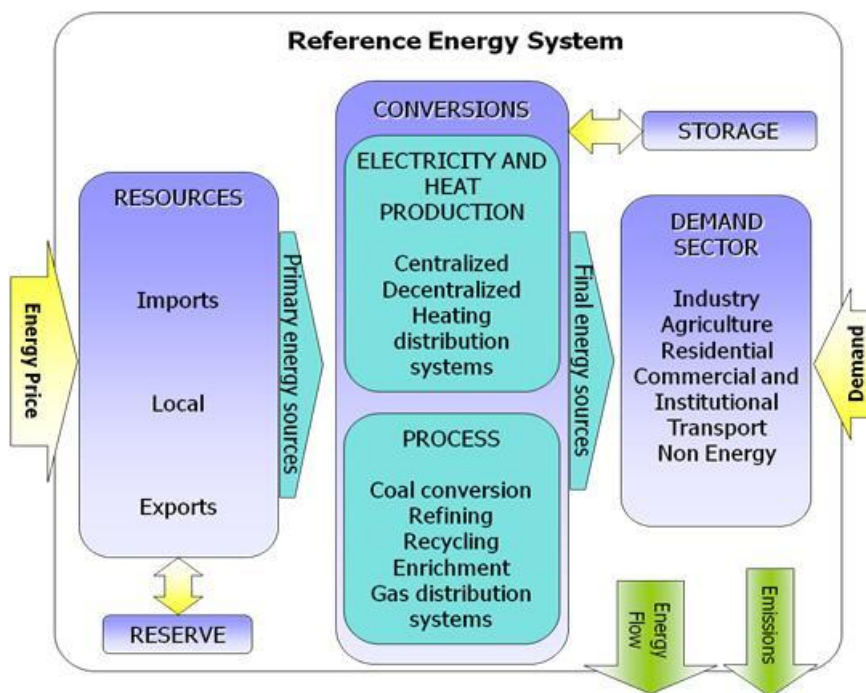 Reference Energy System
Energy Price
RESOURCES
Imports
Local
Exports
RESERVE
Primary energy sources
CONVERSIONS
ELECTRICITY AND
HEAT
PRODUCTION
Centralized
Decentralized
Heating
distribution
systems
PROCESS
Coal conversion
Refining
Recycling
Enrichment
Gas distribution
systems
STORAGE
Final energy sources
DEMAND
SECTOR
Industry
Agriculture
Residential
Commercial and
Institutional
Transport
Non Energy
Demand
Energy
Flow
Emissions